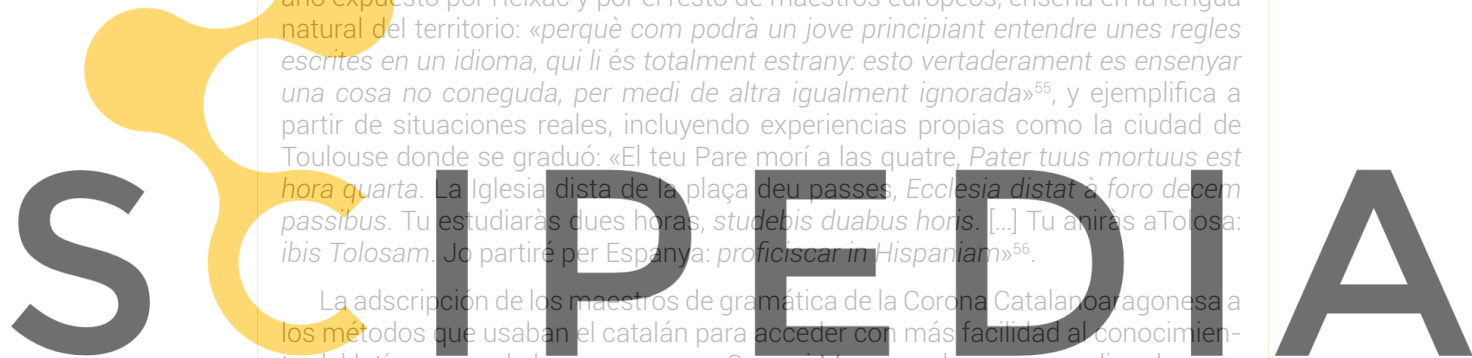 año expuesto por Reixac y por el resto de maestros europeos, enseña en la lengua
natural del territorio: «perquè com podrà un jove principiant entendre unes regles
escrites en un idioma, qui li és totalment estrany: esto vertaderament es ensenyar
una cosa no coneguda, per medi de altra igualment ignorada»55, y ejemplifica a
partir de situaciones reales, incluyendo experiencias propias como la ciudad de
Toulouse donde se graduó: «El teu Pare morí a las quatre, Pater tuus mortuus est
hora quarta. La Iglesia dista de la plaça deu passes, Ecclesia distat à foro decem
passibus. Tu estudiaràs dues horas, studebis duabus horis. [...] Tu aniràs aTolosa:
ibis Tolosam. Jo partiré per Espanya: proficiscar in Hispaniam»56.
SCIPEDIA
La adscripción de los maestros de gramática de la Corona Catalanoaragonesa a
los métodos que usaban el catalán para acceder con más facilidad al conocimien-